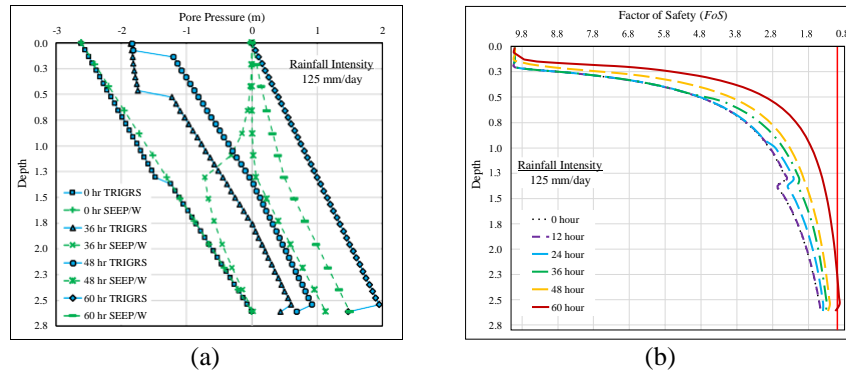 Pore Pressure (m)
-3 -2 -1 0 1 2
0.0
0.3
0.5
0.8
1.0
1.3
1.5
1.8
2.0
2.3
2.5
2.8
Depth
Rainfall Intensity
125 mm/day
0 hr TRIGRS
0 hr SEEP/W
36 hr TRIGRS
36 hr SEEP/W
48 hr TRIGRS
48 hr SEEP/W
60 hr TRIGRS
60 hr SEEP/W
(a)
Factor of Safety (FoS)
9.8 8.8 7.8 6.8 5.8 4.8 3.8 2.8 1.8 0.8
0.0
0.3
0.5
0.8
1.0
1.3
1.5
1.8
2.0
2.3
2.5
2.8
Depth
Rainfall Intensity
125 mm/day
0 hour
12 hour
24 hour
36 hour
48 hour
60 hour
(b)